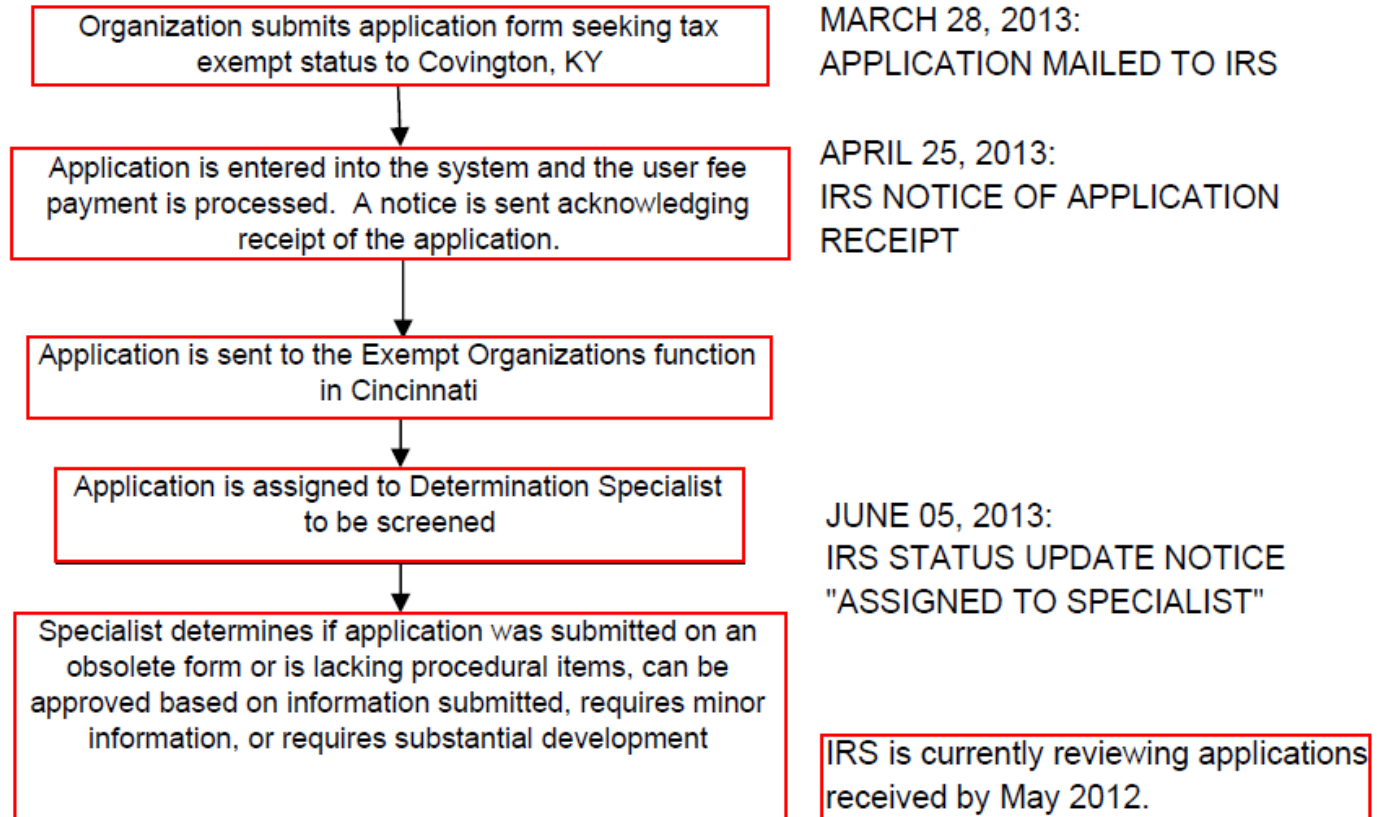 Organization submits application form seeking tax
exempt status to Covington, KY
MARCH 28, 2013:
APPLICATION MAILED TO IRS
Application is entered into the system and the user fee
payment is processed.  A notice is sent acknowledging
receipt of the application.
APRIL 25, 2013:
IRS NOTICE OF APPLICATION
RECEIPT
Application is sent to the Exempt Organizations function
in Cincinnati
Application is assigned to Determination Specialist
to be screened
JUNE 05, 2013:
IRS STATUS UPDATE NOTICE
"ASSIGNED TO SPECIALIST"
Specialist determines if application was submitted on an
obsolete form or is lacking procedural items, can be
approved based on information submitted, requires minor
information, or requires substantial development
IRS is currently reviewing applications
received by May 2012.